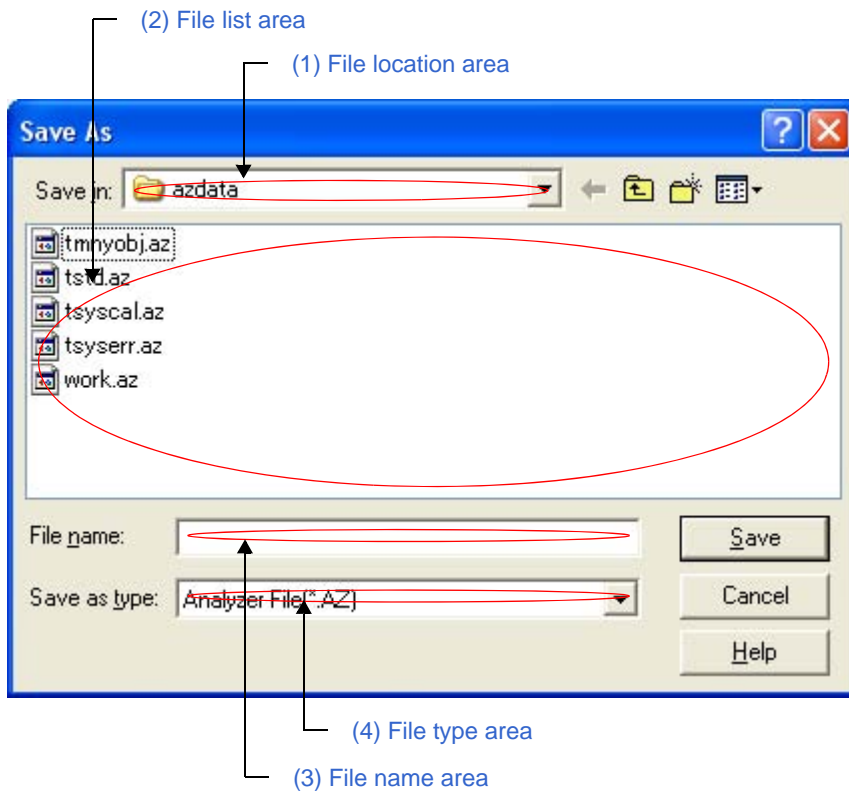 (2) File list area
(1) File location area
Save As
Save in: azdata
tmnyobj.az
tstd.az
tsyscal.az
tsyserr.az
work.az
File name:
Save
Save as type: Analyzer File(*.AZ)
Cancel
Help
(4) File type area
(3) File name area